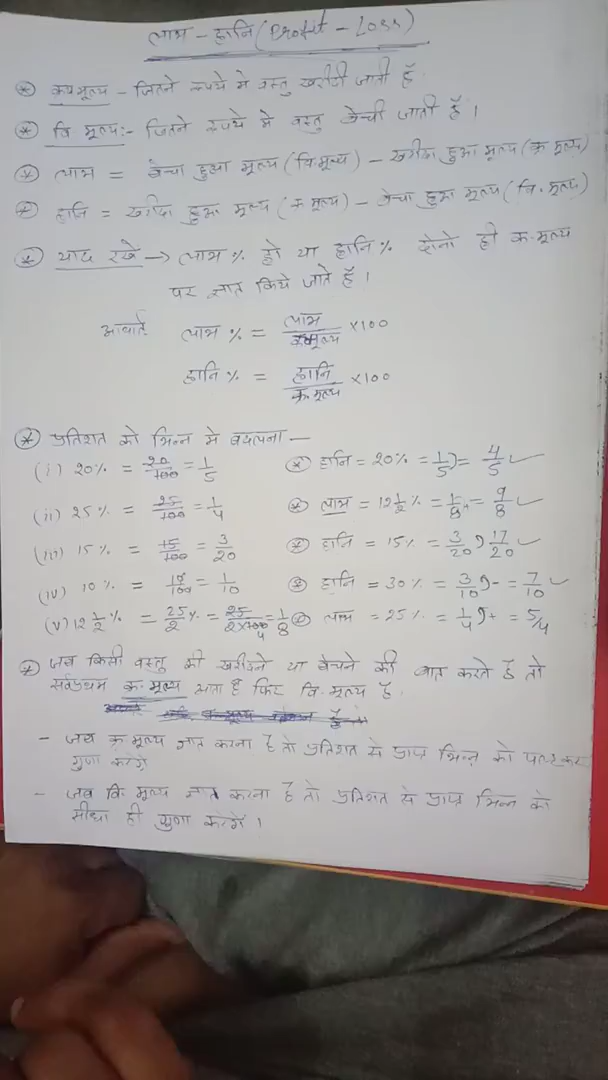 लाभ - हानि (Profit - Loss)
* क्रय मूल्य - जितने रुपये मे वस्तु खरीदी जाती हैं
* वि मूल्य:- जितने रुपये मे वस्तु बेची जाती हैं।
* लाभ = बेचा हुआ मूल्य (वि.मूल्य) - खरीदा हुआ मूल्य (क्र.मूल्य)
* हानि = खरीदा हुआ मूल्य (क्र.मूल्य) - बेचा हुआ मूल्य (वि. मूल्य)
* याद रखे → लाभ % हो या हानि % दोनो ही क्र.मूल्य
पर ज्ञात किये जाते हैं।
लाभ % = लाभ/क्र.मूल्य ×100
हानि % = हानि/क्र.मूल्य ×100
* प्रतिशत को भिन्न मे बदलना —
(i) 20% = 20/100 = 1/5
* हानि = 20% = 1/5)= 4/5 ✓
(ii) 25% = 25/100 = 1/4
* लाभ = 12 1/2 % = 1/8)+ = 9/8 ✓
(iii) 15% = 15/100 = 3/20
* हानि = 15% = 3/20) 17/20 ✓
(iv) 10% = 10/100 = 1/10
* हानि = 30% = 3/10)- = 7/10 ✓
(v) 12 1/2 % = 25/2 % = 25/2×100 = 1/8
* लाभ = 25% = 1/4)+ = 5/4
* जब किसी वस्तु की खरीदने या बेचने की बात करते हैं तो
सर्वप्रथम क्र.मूल्य आता है फिर वि.मूल्य हैं.
- जब क्र.मूल्य ज्ञात करना है तो प्रतिशत से प्राप्त भिन्न को पलटकर
गुणा करेंगे
- जब वि. मूल्य ज्ञात करना है तो प्रतिशत से प्राप्त भिन्न को
सीधा ही गुणा करेंगे।